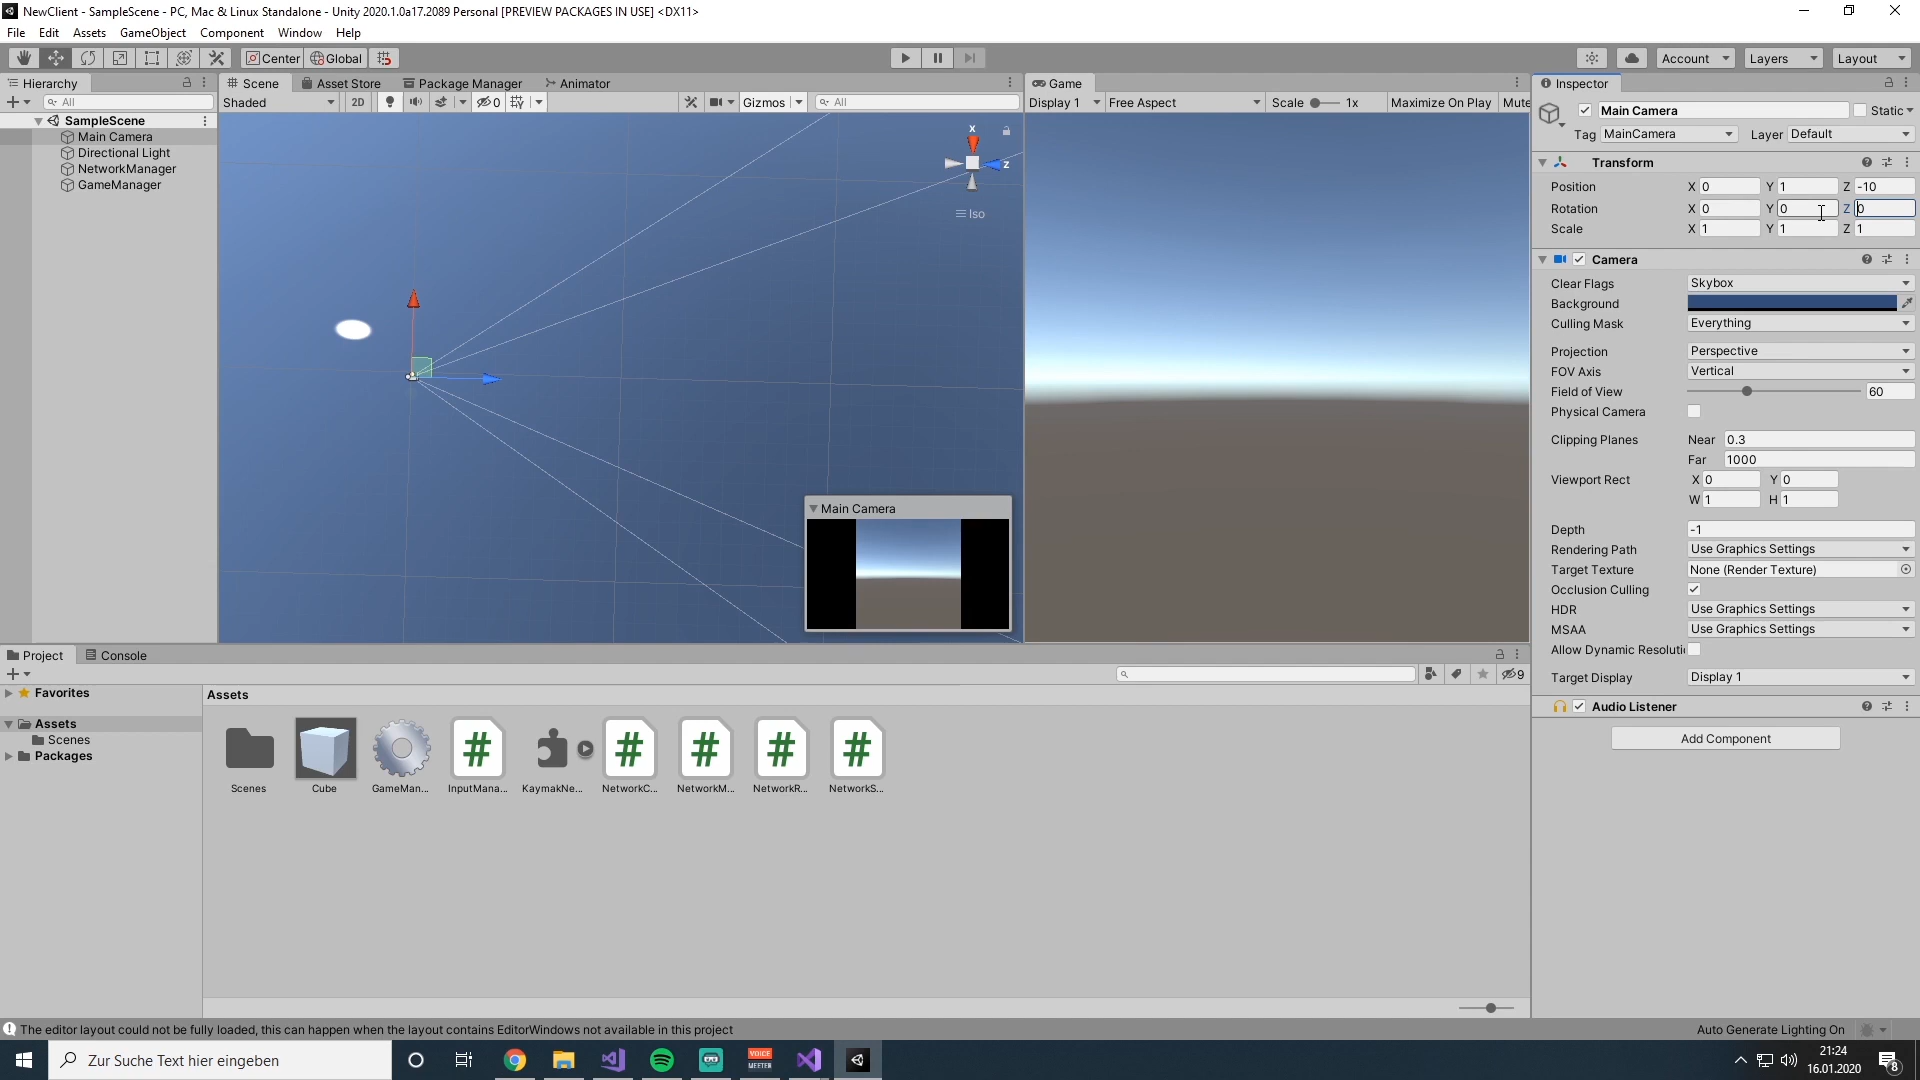 NewClient - SampleScene - PC, Mac & Linux Standalone - Unity 2020.1.0a17.2089 Personal [PREVIEW PACKAGES IN USE] <DX11>
File Edit Assets GameObject Component Window Help
Center Global Account Layers Layout
Hierarchy
All
SampleScene
Main Camera
Directional Light
NetworkManager
GameManager
Scene Asset Store Package Manager Animator
Shaded 2D 0 Gizmos All
x
z
Iso
Main Camera
Game
Display 1 Free Aspect Scale 1x Maximize On Play Mute
Inspector
Main Camera Static
Tag MainCamera Layer Default
Transform
Position X 0 Y 1 Z -10
Rotation X 0 Y 0 Z 0
Scale X 1 Y 1 Z 1
Camera
Clear Flags Skybox
Background
Culling Mask Everything
Projection Perspective
FOV Axis Vertical
Field of View 60
Physical Camera
Clipping Planes Near 0.3
Far 1000
Viewport Rect X 0 Y 0
W 1 H 1
Depth -1
Rendering Path Use Graphics Settings
Target Texture None (Render Texture)
Occlusion Culling
HDR Use Graphics Settings
MSAA Use Graphics Settings
Allow Dynamic Resoluti
Target Display Display 1
Audio Listener
Add Component
Project Console
9
Favorites
Assets
Scenes
Packages
Assets
Scenes Cube GameMan... InputMana... KaymakNe... NetworkC... NetworkM... NetworkR... NetworkS...
The editor layout could not be fully loaded, this can happen when the layout contains EditorWindows not available in this project
Auto Generate Lighting On
Zur Suche Text hier eingeben
VOICE
MEETER
21:24
16.01.2020
8